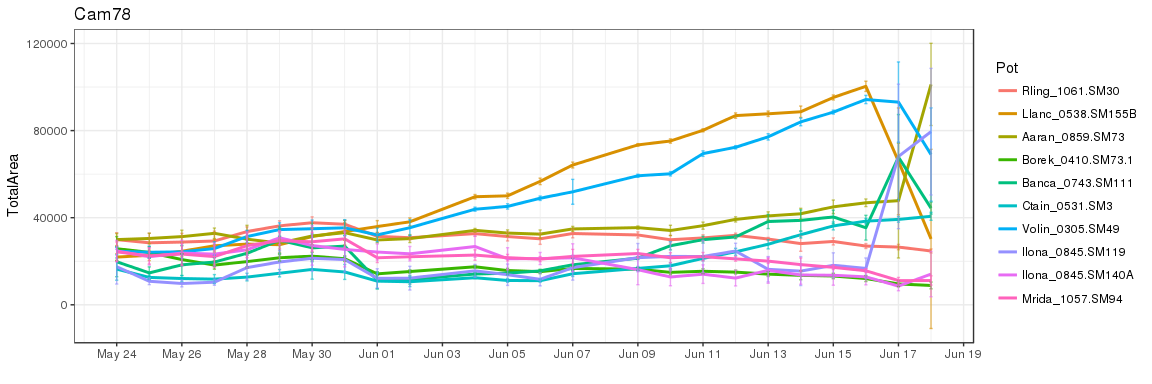 Cam78
TotalArea
120000
80000
40000
0
May 24 May 26 May 28 May 30 Jun 01 Jun 03 Jun 05 Jun 07 Jun 09 Jun 11 Jun 13 Jun 15 Jun 17 Jun 19
Pot
Rling_1061.SM30
Llanc_0538.SM155B
Aaran_0859.SM73
Borek_0410.SM73.1
Banca_0743.SM111
Ctain_0531.SM3
Volin_0305.SM49
Ilona_0845.SM119
Ilona_0845.SM140A
Mrida_1057.SM94